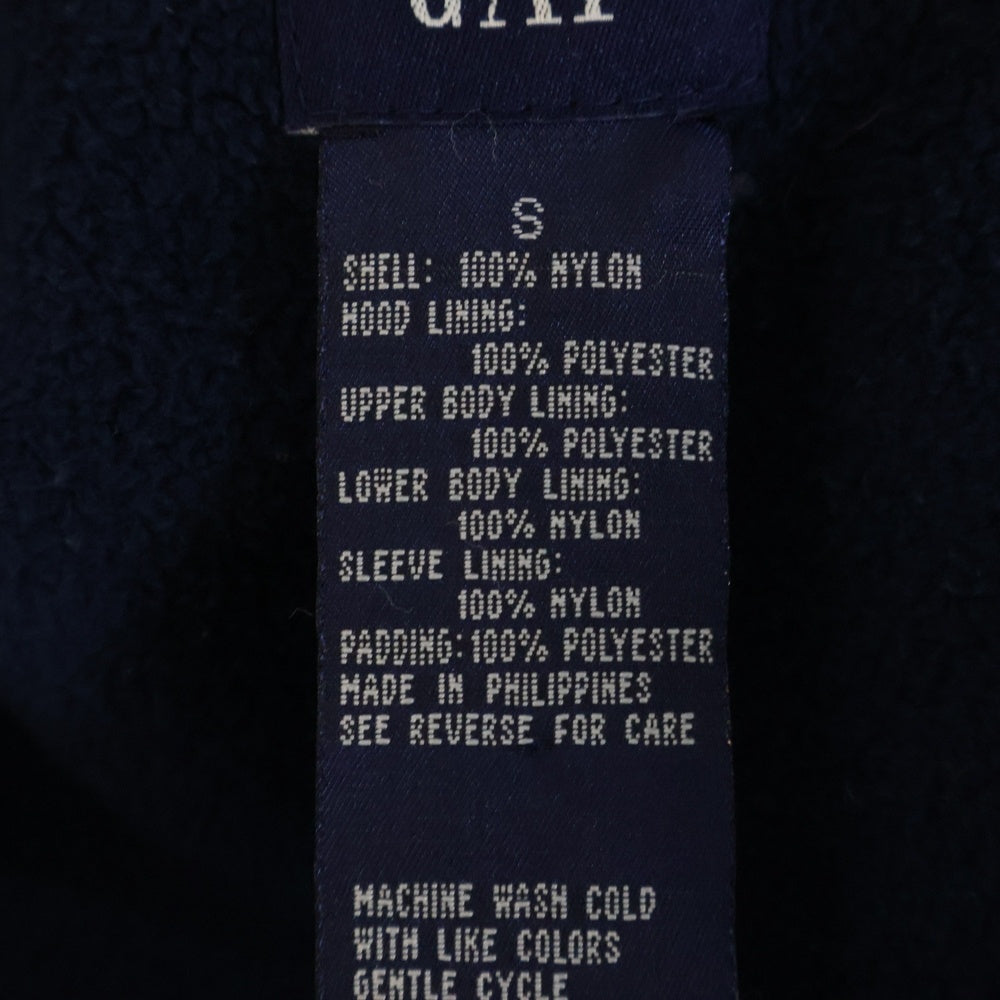 GAP
S
SHELL: 100% NYLON
HOOD LINING:
100% POLYESTER
UPPER BODY LINING:
100% POLYESTER
LOWER BODY LINING:
100% NYLON
SLEEVE LINING:
100% NYLON
PADDING: 100% POLYESTER
MADE IN PHILIPPINES
SEE REVERSE FOR CARE
MACHINE WASH COLD
WITH LIKE COLORS
GENTLE CYCLE